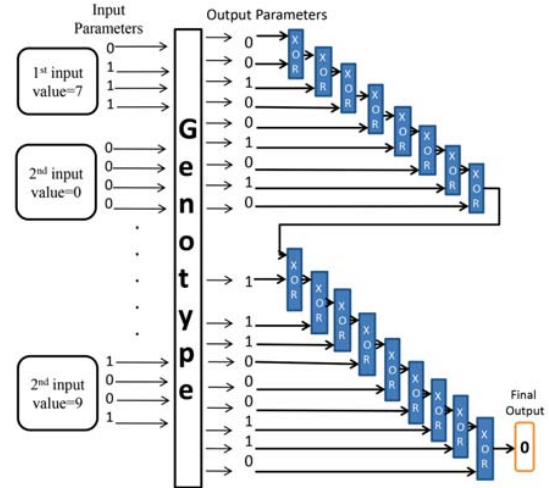 Input
Parameters
Output Parameters
1st input
value=7
0
1
1
1
2nd input
value=0
0
0
0
0
.
.
.
.
.
2nd input
value=9
1
0
0
1
Genotype
0
0
1
0
0
1
0
1
0
XOR
XOR
XOR
XOR
XOR
XOR
XOR
XOR
1
1
1
0
0
0
1
1
0
XOR
XOR
XOR
XOR
XOR
XOR
XOR
XOR
XOR
Final
Output
0